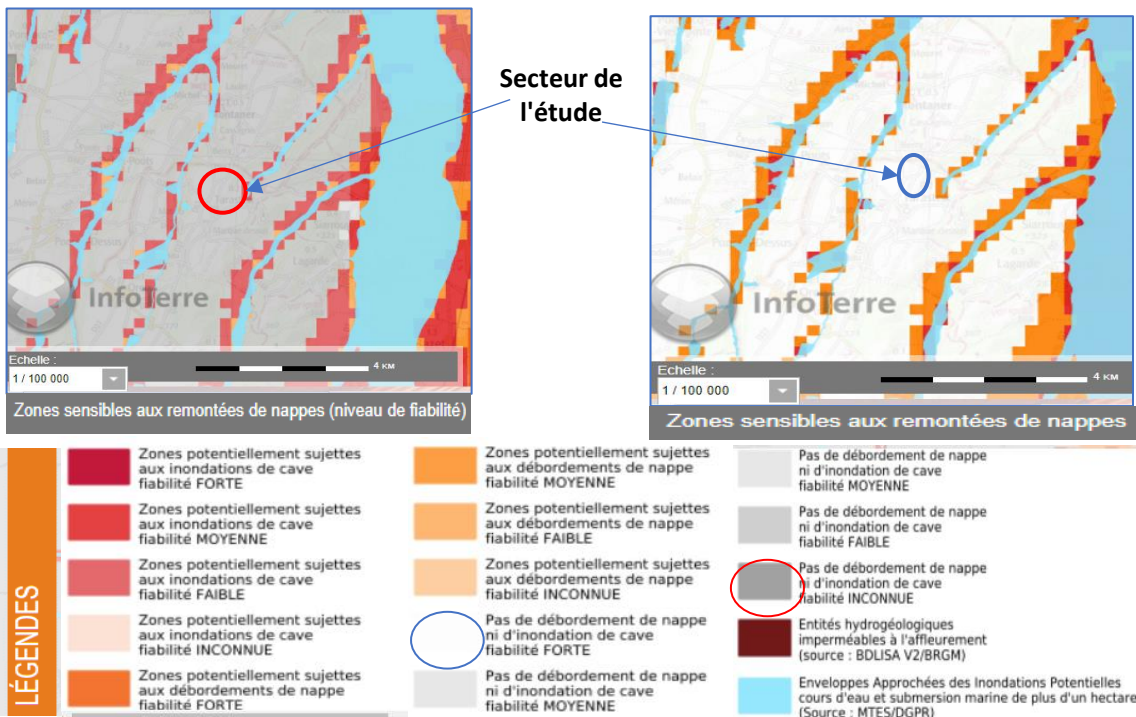 Secteur de
l'étude
InfoTerre
Echelle :
1 / 100 000
4 KM
Zones sensibles aux remontées de nappes (niveau de fiabilité)
InfoTerre
Echelle :
1 / 100 000
4 KM
Zones sensibles aux remontées de nappes
LÉGENDES
Zones potentiellement sujettes
aux inondations de cave
fiabilité FORTE
Zones potentiellement sujettes
aux inondations de cave
fiabilité MOYENNE
Zones potentiellement sujettes
aux inondations de cave
fiabilité FAIBLE
Zones potentiellement sujettes
aux inondations de cave
fiabilité INCONNUE
Zones potentiellement sujettes
aux débordements de nappe
fiabilité FORTE
Zones potentiellement sujettes
aux débordements de nappe
fiabilité MOYENNE
Zones potentiellement sujettes
aux débordements de nappe
fiabilité FAIBLE
Zones potentiellement sujettes
aux débordements de nappe
fiabilité INCONNUE
Pas de débordement de nappe
ni d'inondation de cave
fiabilité FORTE
Pas de débordement de nappe
ni d'inondation de cave
fiabilité MOYENNE
Pas de débordement de nappe
ni d'inondation de cave
fiabilité MOYENNE
Pas de débordement de nappe
ni d'inondation de cave
fiabilité FAIBLE
Pas de débordement de nappe
ni d'inondation de cave
fiabilité INCONNUE
Entités hydrogéologiques
imperméables à l'affleurement
(source : BDLISA V2/BRGM)
Enveloppes Approchées des Inondations Potentielles
cours d'eau et submersion marine de plus d'un hectare
(Source : MTES/DGPR)